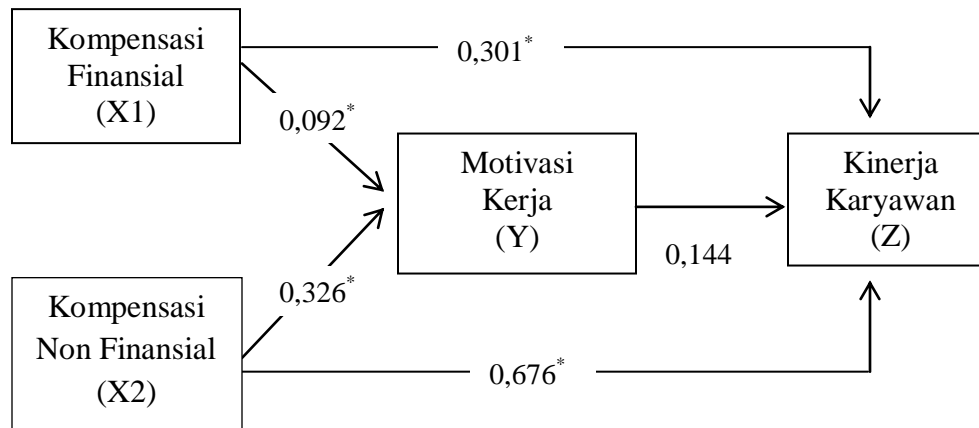 Kompensasi
Finansial
(X1)
0,301*
0,092*
Motivasi
Kerja
(Y)
Kinerja
Karyawan
(Z)
0,144
Kompensasi
Non Finansial
(X2)
0,326*
0,676*